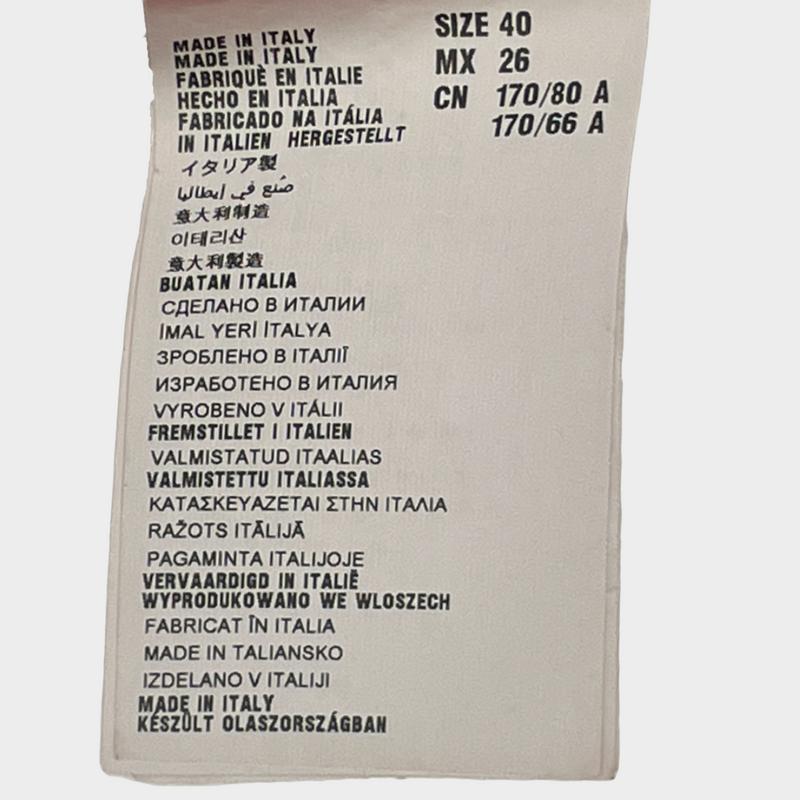 MADE IN ITALY
MADE IN ITALY
FABRIQUÈ EN ITALIE
HECHO EN ITALIA
FABRICADO NA ITÁLIA
IN ITALIEN HERGESTELLT
イタリア製
صُنع في إيطاليا
意大利制造
이테리산
意大利製造
BUATAN ITALIA
СДЕЛАНО В ИТАЛИИ
İMAL YERİ İTALYA
ЗРОБЛЕНО В ІТАЛІЇ
ИЗРАБОТЕНО В ИТАЛИЯ
VYROBENO V ITÁLII
FREMSTILLET I ITALIEN
VALMISTATUD ITAALIAS
VALMISTETTU ITALIASSA
ΚΑΤΑΣΚΕΥΑΖΕΤΑΙ ΣΤΗΝ ΙΤΑΛΙΑ
RAŽOTS ITĀLIJĀ
PAGAMINTA ITALIJOJE
VERVAARDIGD IN ITALIË
WYPRODUKOWANO WE WLOSZECH
FABRICAT ÎN ITALIA
MADE IN TALIANSKO
IZDELANO V ITALIJI
MADE IN ITALY
KÉSZÜLT OLASZORSZÁGBAN
SIZE 40
MX 26
CN 170/80 A
170/66 A